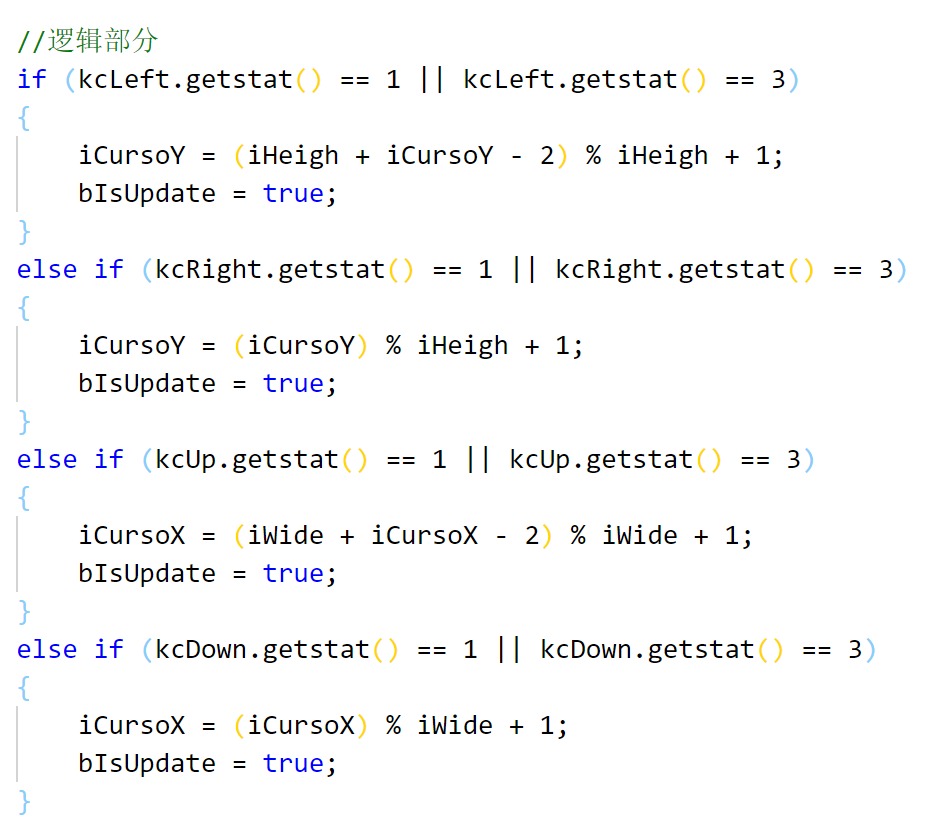 //逻辑部分
if (kcLeft.getstat() == 1 || kcLeft.getstat() == 3)
{
    iCursoY = (iHeigh + iCursoY - 2) % iHeigh + 1;
    bIsUpdate = true;
}
else if (kcRight.getstat() == 1 || kcRight.getstat() == 3)
{
    iCursoY = (iCursoY) % iHeigh + 1;
    bIsUpdate = true;
}
else if (kcUp.getstat() == 1 || kcUp.getstat() == 3)
{
    iCursoX = (iWide + iCursoX - 2) % iWide + 1;
    bIsUpdate = true;
}
else if (kcDown.getstat() == 1 || kcDown.getstat() == 3)
{
    iCursoX = (iCursoX) % iWide + 1;
    bIsUpdate = true;
}